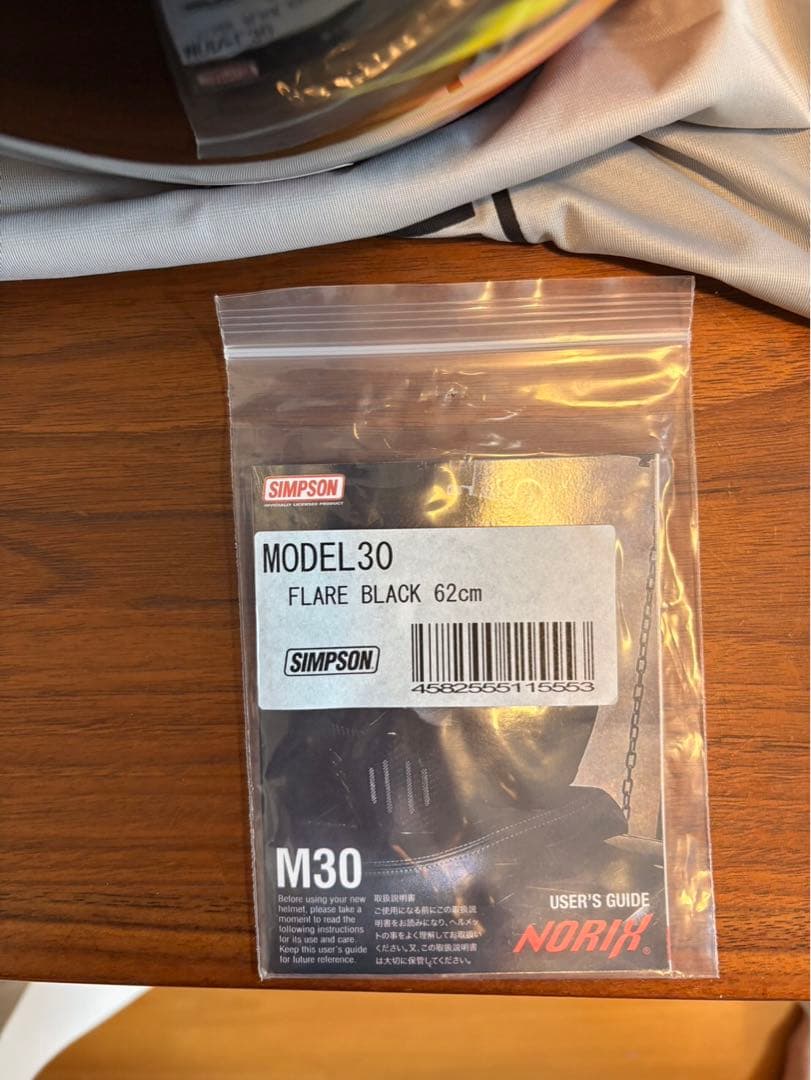 MODEL30
SIMPSON
OFFICIALLY LICENSED PRODUCT
MODEL30
FLARE BLACK 62cm
SIMPSON
4582555115553
M30
Before using your new
helmet, please take a
moment to read the
following instructions
for its use and care.
Keep this user's guide
for future reference.
取扱説明書
ご使用になる前にこの取扱説
明書をお読みになり、ヘルメッ
トの事をよく理解してお取扱い
ください。又、この取扱説明書
は大切に保管してください。
USER'S GUIDE
NORIX